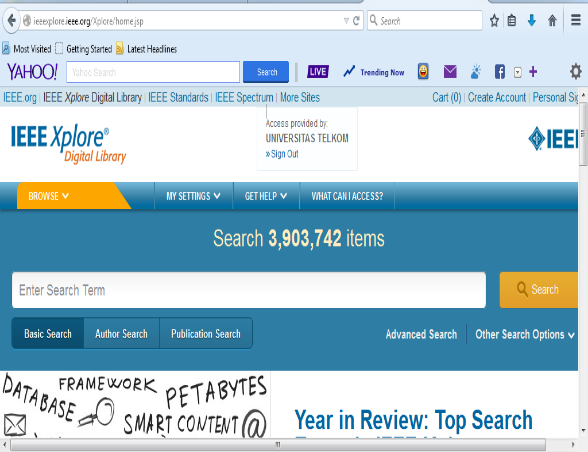 ieeexplore.ieee.org/Xplore/home.jsp
Search
Most Visited Getting Started Latest Headlines
YAHOO! Yahoo Search Search LIVE Trending Now
IEEE.org | IEEE Xplore Digital Library | IEEE Standards | IEEE Spectrum | More Sites
Cart (0) | Create Account | Personal Sig
IEEE Xplore®
Digital Library
Access provided by:
UNIVERSITAS TELKOM
» Sign Out
IEEE
BROWSE MY SETTINGS GET HELP WHAT CAN I ACCESS?
Search 3,903,742 items
Enter Search Term Search
Basic Search Author Search Publication Search Advanced Search Other Search Options
DATABASE FRAMEWORK PETABYTES
SMART CONTENT @
Year in Review: Top Search